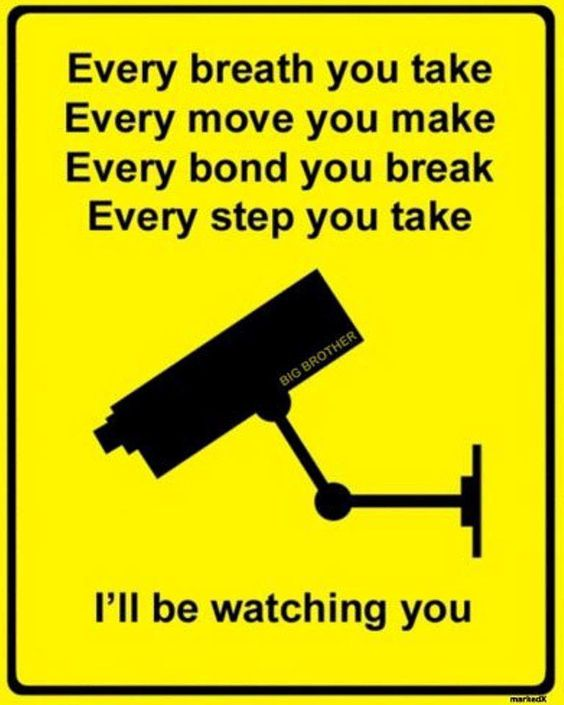 Every breath you take
Every move you make
Every bond you break
Every step you take
BIG BROTHER
I'll be watching you
markedX